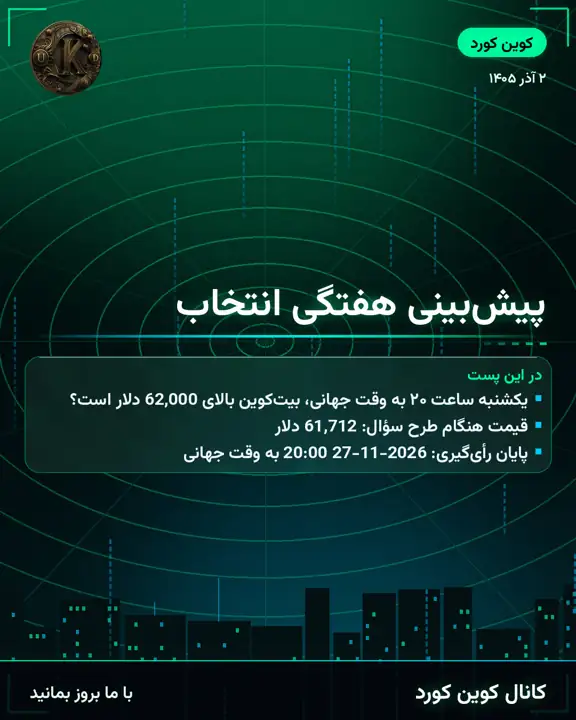 کوین کورد
۲ آذر ۱۴۰۵
K
پیش‌بینی هفتگی انتخاب
در این پست
یکشنبه ساعت ۲۰ به وقت جهانی، بیت‌کوین بالای 62,000 دلار است؟
قیمت هنگام طرح سؤال: 61,712 دلار
پایان رأی‌گیری: 2026-11-27 20:00 به وقت جهانی
کانال کوین کورد
با ما بروز بمانید